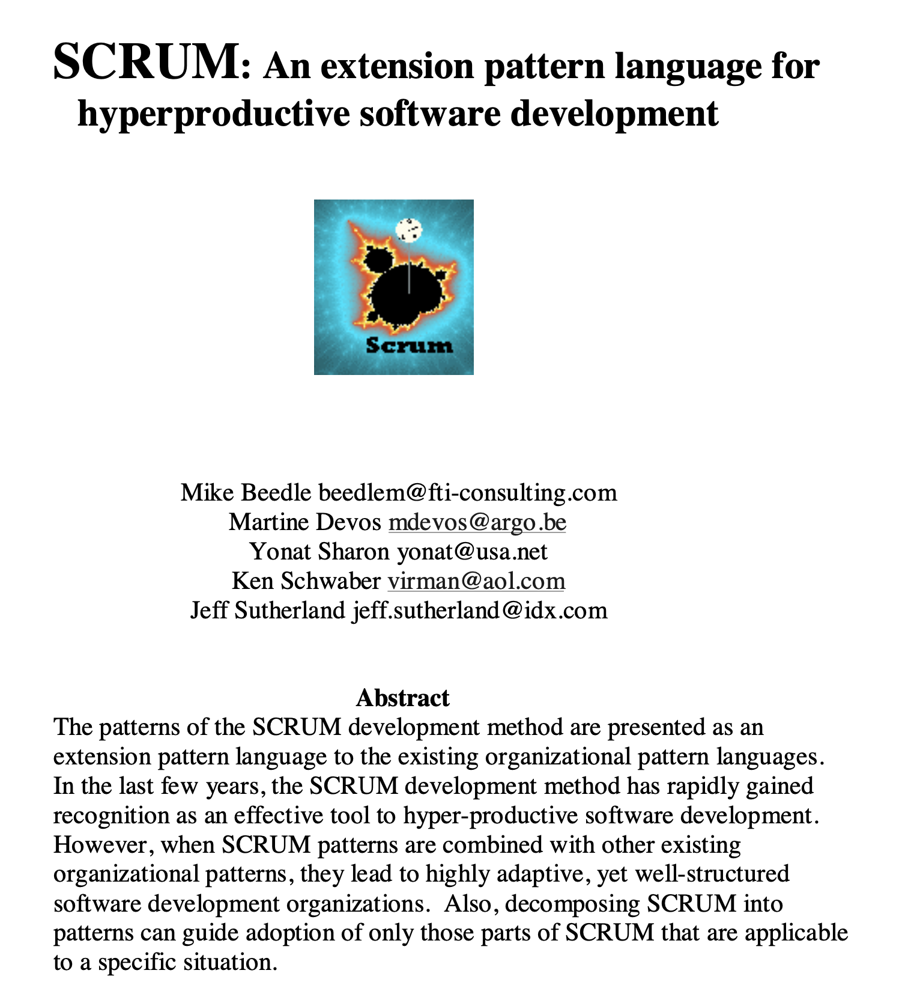 SCRUM: An extension pattern language for
hyperproductive software development
Scrum
Mike Beedle beedlem@fti-consulting.com
Martine Devos mdevos@argo.be
Yonat Sharon yonat@usa.net
Ken Schwaber virman@aol.com
Jeff Sutherland jeff.sutherland@idx.com
Abstract
The patterns of the SCRUM development method are presented as an
extension pattern language to the existing organizational pattern languages.
In the last few years, the SCRUM development method has rapidly gained
recognition as an effective tool to hyper-productive software development.
However, when SCRUM patterns are combined with other existing
organizational patterns, they lead to highly adaptive, yet well-structured
software development organizations.  Also, decomposing SCRUM into
patterns can guide adoption of only those parts of SCRUM that are applicable
to a specific situation.